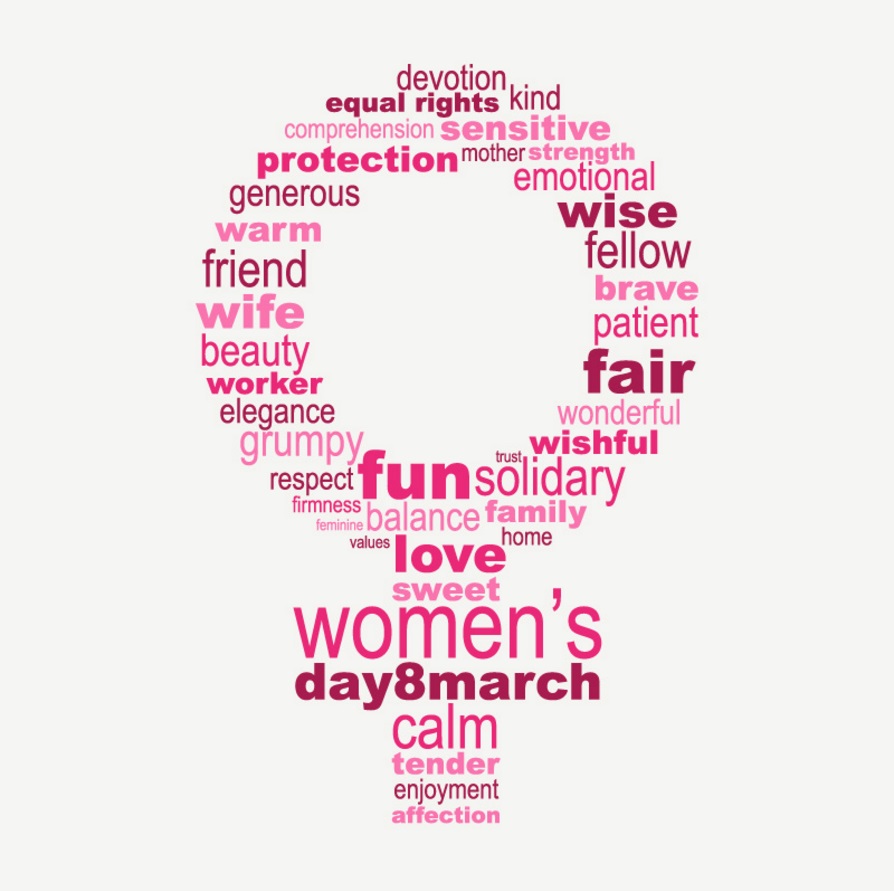 devotion
equal rights kind
comprehension sensitive
protection mother strength
emotional
generous
wise
warm
fellow
friend
brave
wife
patient
beauty
fair
worker
elegance wonderful
grumpy wishful
trust
respect fun solidary
firmness family
feminine balance
values love home
sweet
women's
day8march
calm
tender
enjoyment
affection